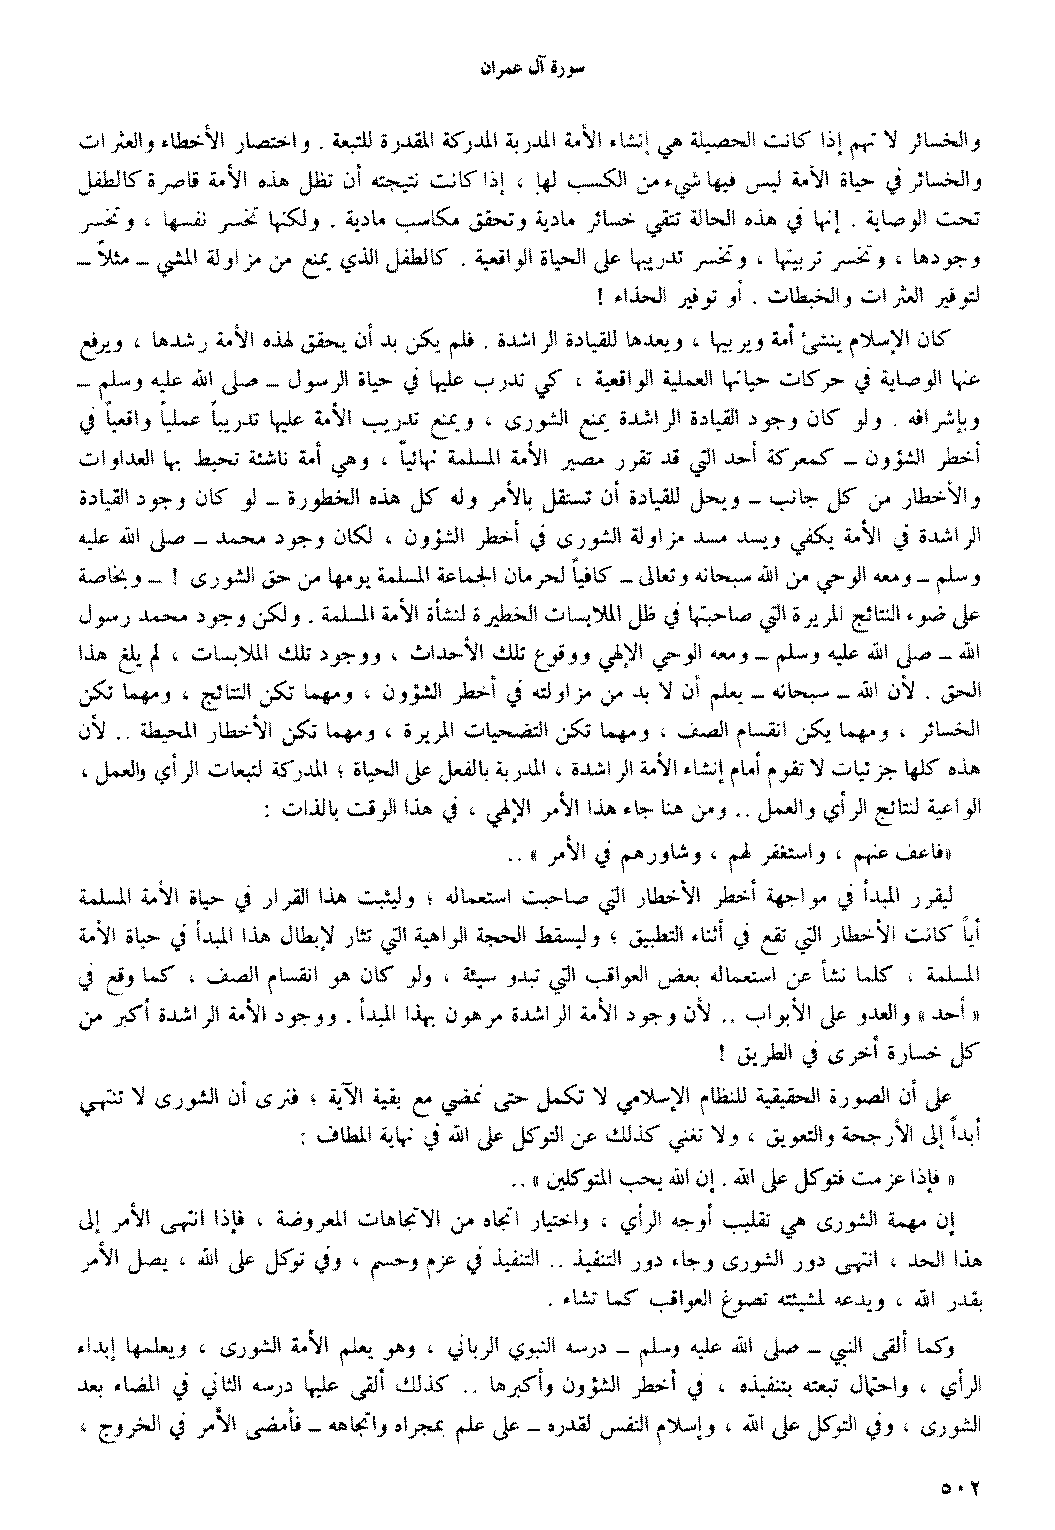 سورة آل عمران
والخسائر لا تهم إذا كانت الحصيلة هي إنشاء الأمة المدربة المدركة المقدرة للتبعة . واختصار الأخطاء والعثرات
والخسائر في حياة الأمة ليس فيها شيء من الكسب لها ، إذا كانت نتيجته أن تظل هذه الأمة قاصرة كالطفل
تحت الوصاية . إنها في هذه الحالة تتقي خسائر مادية وتحقق مكاسب مادية . ولكنها تخسر نفسها ، وتخسر
وجودها ، وتخسر تربيتها ، وتخسر تدريبها على الحياة الواقعية . كالطفل الذي يمنع من مزاولة المشي – مثلاً –
لتوفير العثرات والخبطات . أو توفير الحذاء !
كان الإسلام ينشئ أمة ويربيها ، ويعدها للقيادة الراشدة . فلم يكن بد أن يحقق لهذه الأمة رشدها ، ويرفع
عنها الوصاية في حركات حياتها العملية الواقعية ، كي تدرب عليها في حياة الرسول – صلى الله عليه وسلم –
وبإشرافه . ولو كان وجود القيادة الراشدة يمنع الشورى ، ويمنع تدريب الأمة عليها تدريباً عملياً واقعياً في
أخطر الشؤون – كمعركة أحد التي قد تقرر مصير الأمة المسلمة نهائياً ، وهي أمة ناشئة تحيط بها العداوات
والأخطار من كل جانب – ويحل للقيادة أن تستقل بالأمر وله كل هذه الخطورة – لو كان وجود القيادة
الراشدة في الأمة يكفي ويسد مسد مزاولة الشورى في أخطر الشؤون ، لكان وجود محمد – صلى الله عليه
وسلم – ومعه الوحي من الله سبحانه وتعالى – كافياً لحرمان الجماعة المسلمة يومها من حق الشورى ! – وبخاصة
على ضوء النتائج المريرة التي صاحبتها في ظل الملابسات الخطيرة لنشأة الأمة المسلمة . ولكن وجود محمد رسول
الله – صلى الله عليه وسلم – ومعه الوحي الإلهي ووقوع تلك الأحداث ، ووجود تلك الملابسات ، لم يلغ هذا
الحق . لأن الله – سبحانه – يعلم أن لا بد من مزاولته في أخطر الشؤون ، ومهما تكن النتائج ، ومهما تكن
الخسائر ، ومهما يكن انقسام الصف ، ومهما تكن التضحيات المريرة ، ومهما تكن الأخطار المحيطة .. لأن
هذه كلها جزئيات لا تقوم أمام إنشاء الأمة الراشدة ، المدربة بالفعل على الحياة ؛ المدركة لتبعات الرأي والعمل ،
الواعية لنتائج الرأي والعمل .. ومن هنا جاء هذا الأمر الإلهي ، في هذا الوقت بالذات :
«فاعف عنهم ، واستغفر لهم ، وشاورهم في الأمر » ..
ليقرر المبدأ في مواجهة أخطر الأخطار التي صاحبت استعماله ؛ وليثبت هذا القرار في حياة الأمة المسلمة
أياً كانت الأخطار التي تقع في أثناء التطبيق ؛ وليسقط الحجة الواهية التي تثار لإبطال هذا المبدأ في حياة الأمة
المسلمة ، كلما نشأ عن استعماله بعض العواقب التي تبدو سيئة ، ولو كان هو انقسام الصف ، كما وقع في
« أحد » والعدو على الأبواب .. لأن وجود الأمة الراشدة مرهون بهذا المبدأ . ووجود الأمة الراشدة أكبر من
كل خسارة أخرى في الطريق !
على أن الصورة الحقيقية للنظام الإسلامي لا تكمل حتى نمضي مع بقية الآية ؛ فنرى أن الشورى لا تنتهي
أبداً إلى الأرجحة والتعويق ، ولا تغني كذلك عن التوكل على الله في نهاية المطاف :
« فإذا عزمت فتوكل على الله . إن الله يحب المتوكلين » ..
إن مهمة الشورى هي تقليب أوجه الرأي ، واختيار اتجاه من الاتجاهات المعروضة ، فإذا انتهى الأمر إلى
هذا الحد ، انتهى دور الشورى وجاء دور التنفيذ .. التنفيذ في عزم وحسم ، وفي توكل على الله ، يصل الأمر
بقدر الله ، ويدعه لمشيئته تصوغ العواقب كما تشاء .
وكما ألقى النبي – صلى الله عليه وسلم – درسه النبوي الرباني ، وهو يعلم الأمة الشورى ، ويعلمها إبداء
الرأي ، واحتمال تبعته بتنفيذه ، في أخطر الشؤون وأكبرها .. كذلك ألقى عليها درسه الثاني في المضاء بعد
الشورى ، وفي التوكل على الله ، وإسلام النفس لقدره – على علم بمجراه واتجاهه – فأمضى الأمر في الخروج ،
٥٠٢